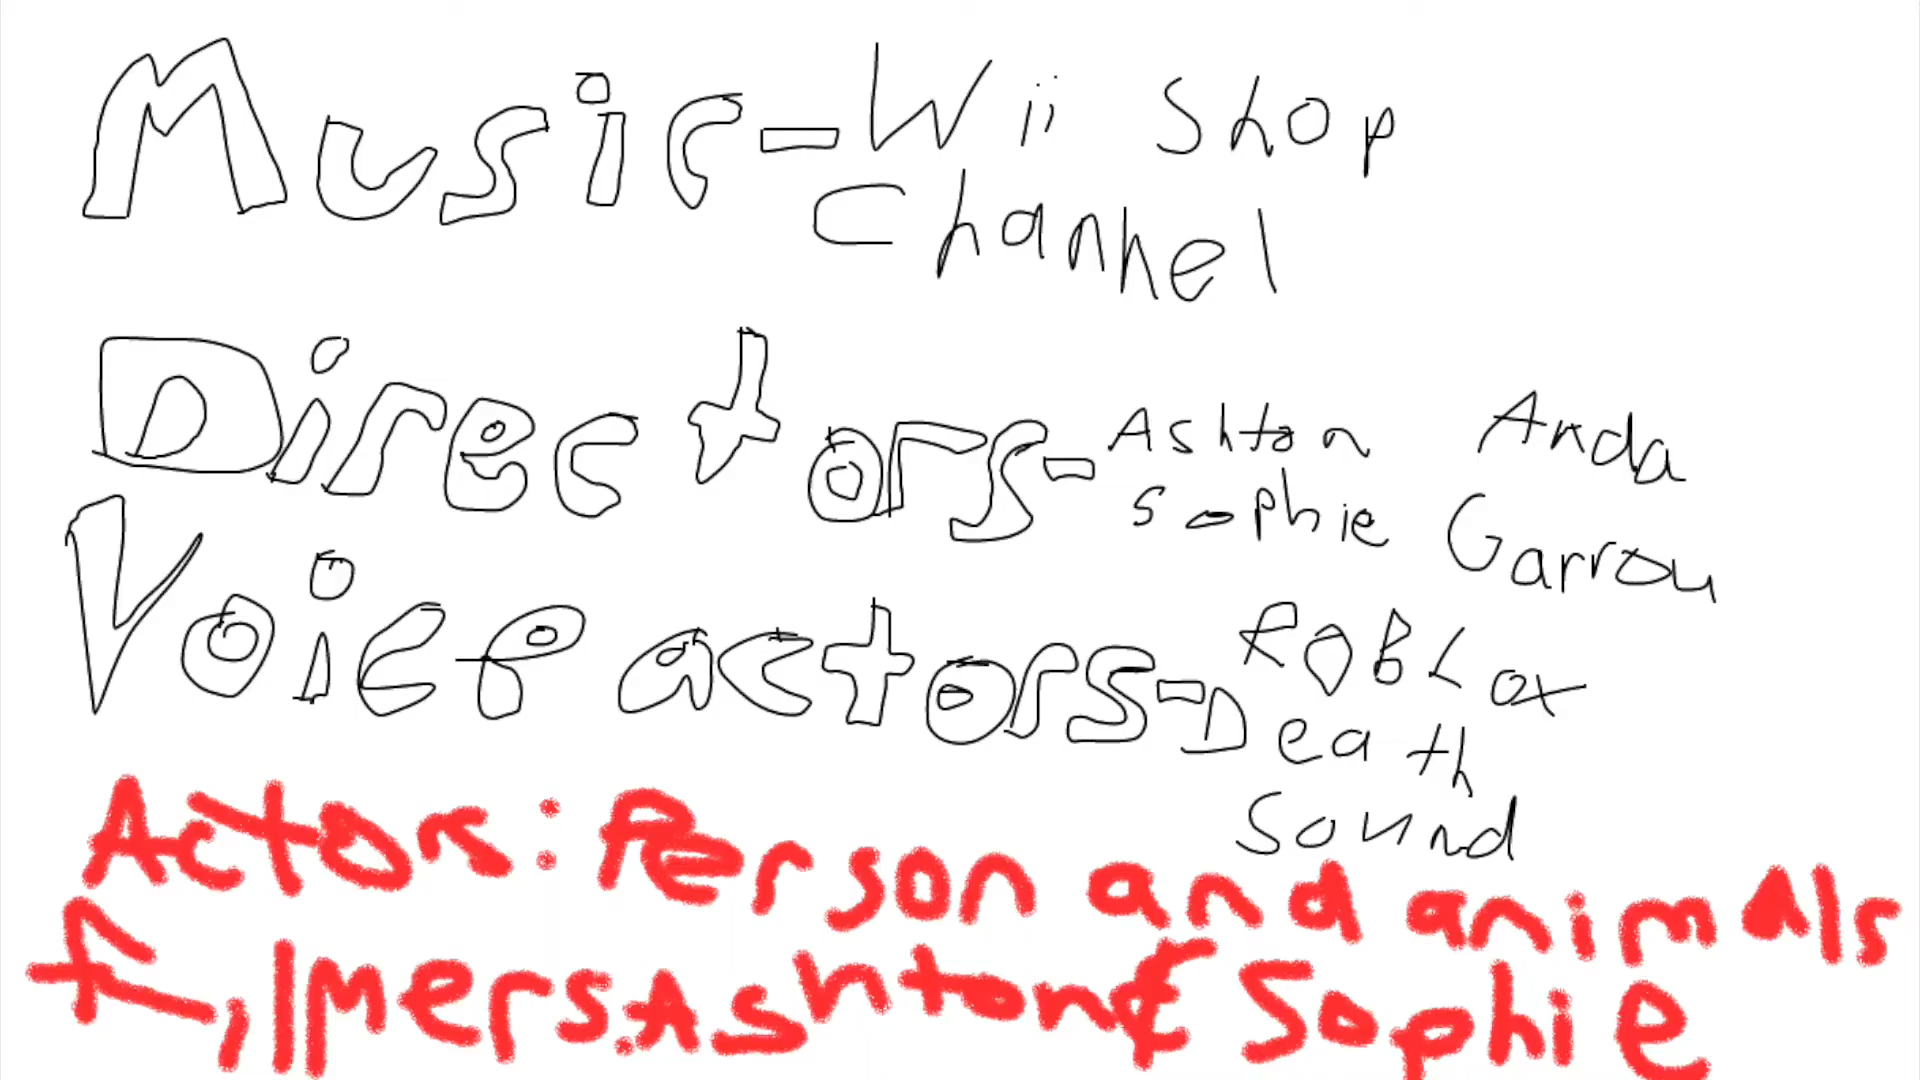 Music-Wii Shop
Channel
Directors-Ashton Anda
Sophie Garrou
Voice actors-ROBLox
Death
Sound
Actors: Person and animals
filmers:Ashton & Sophie